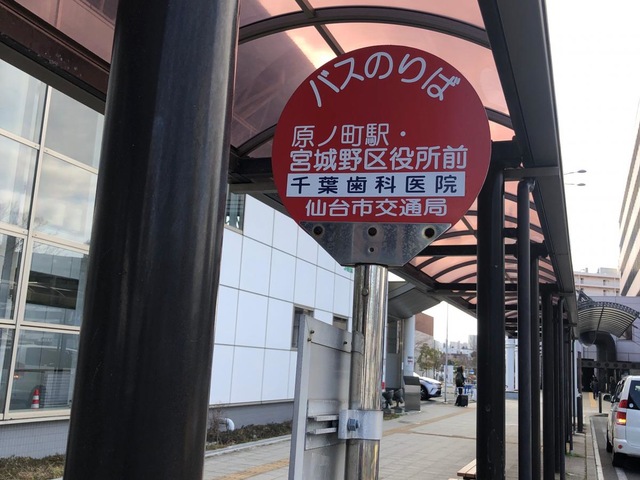 バスのりば
原ノ町駅・
宮城野区役所前
千葉歯科医院
仙台市交通局